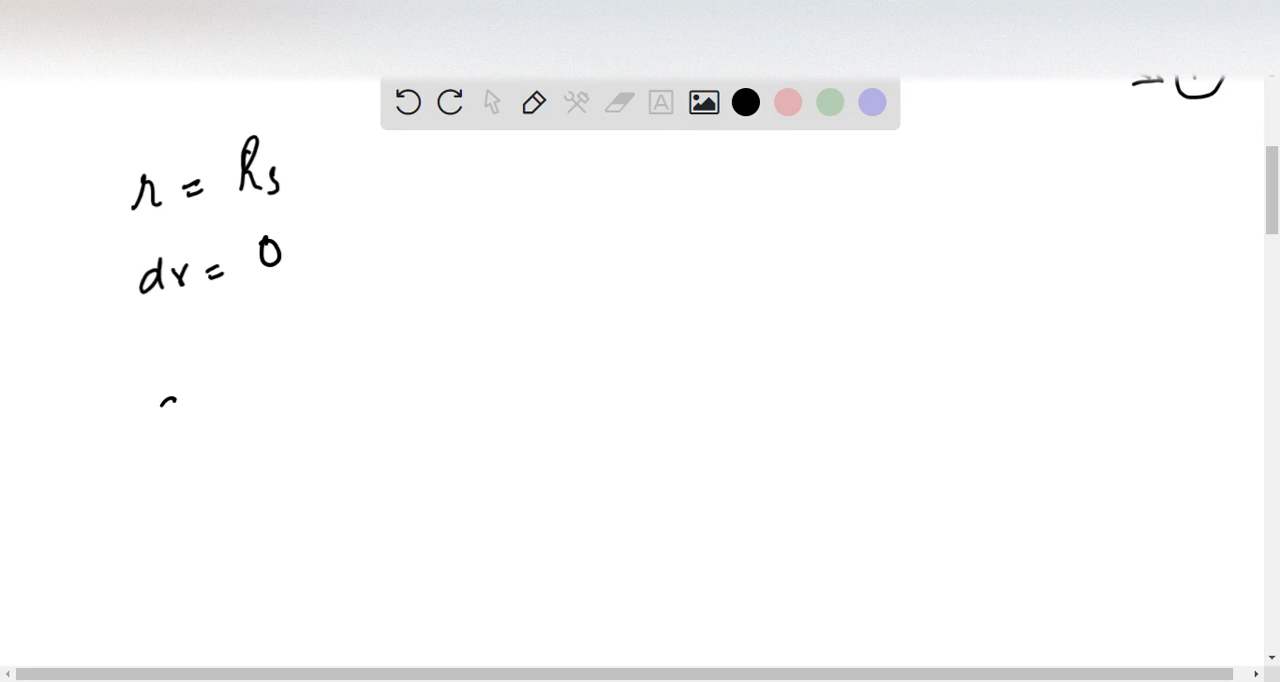 r = Rs
dr = 0